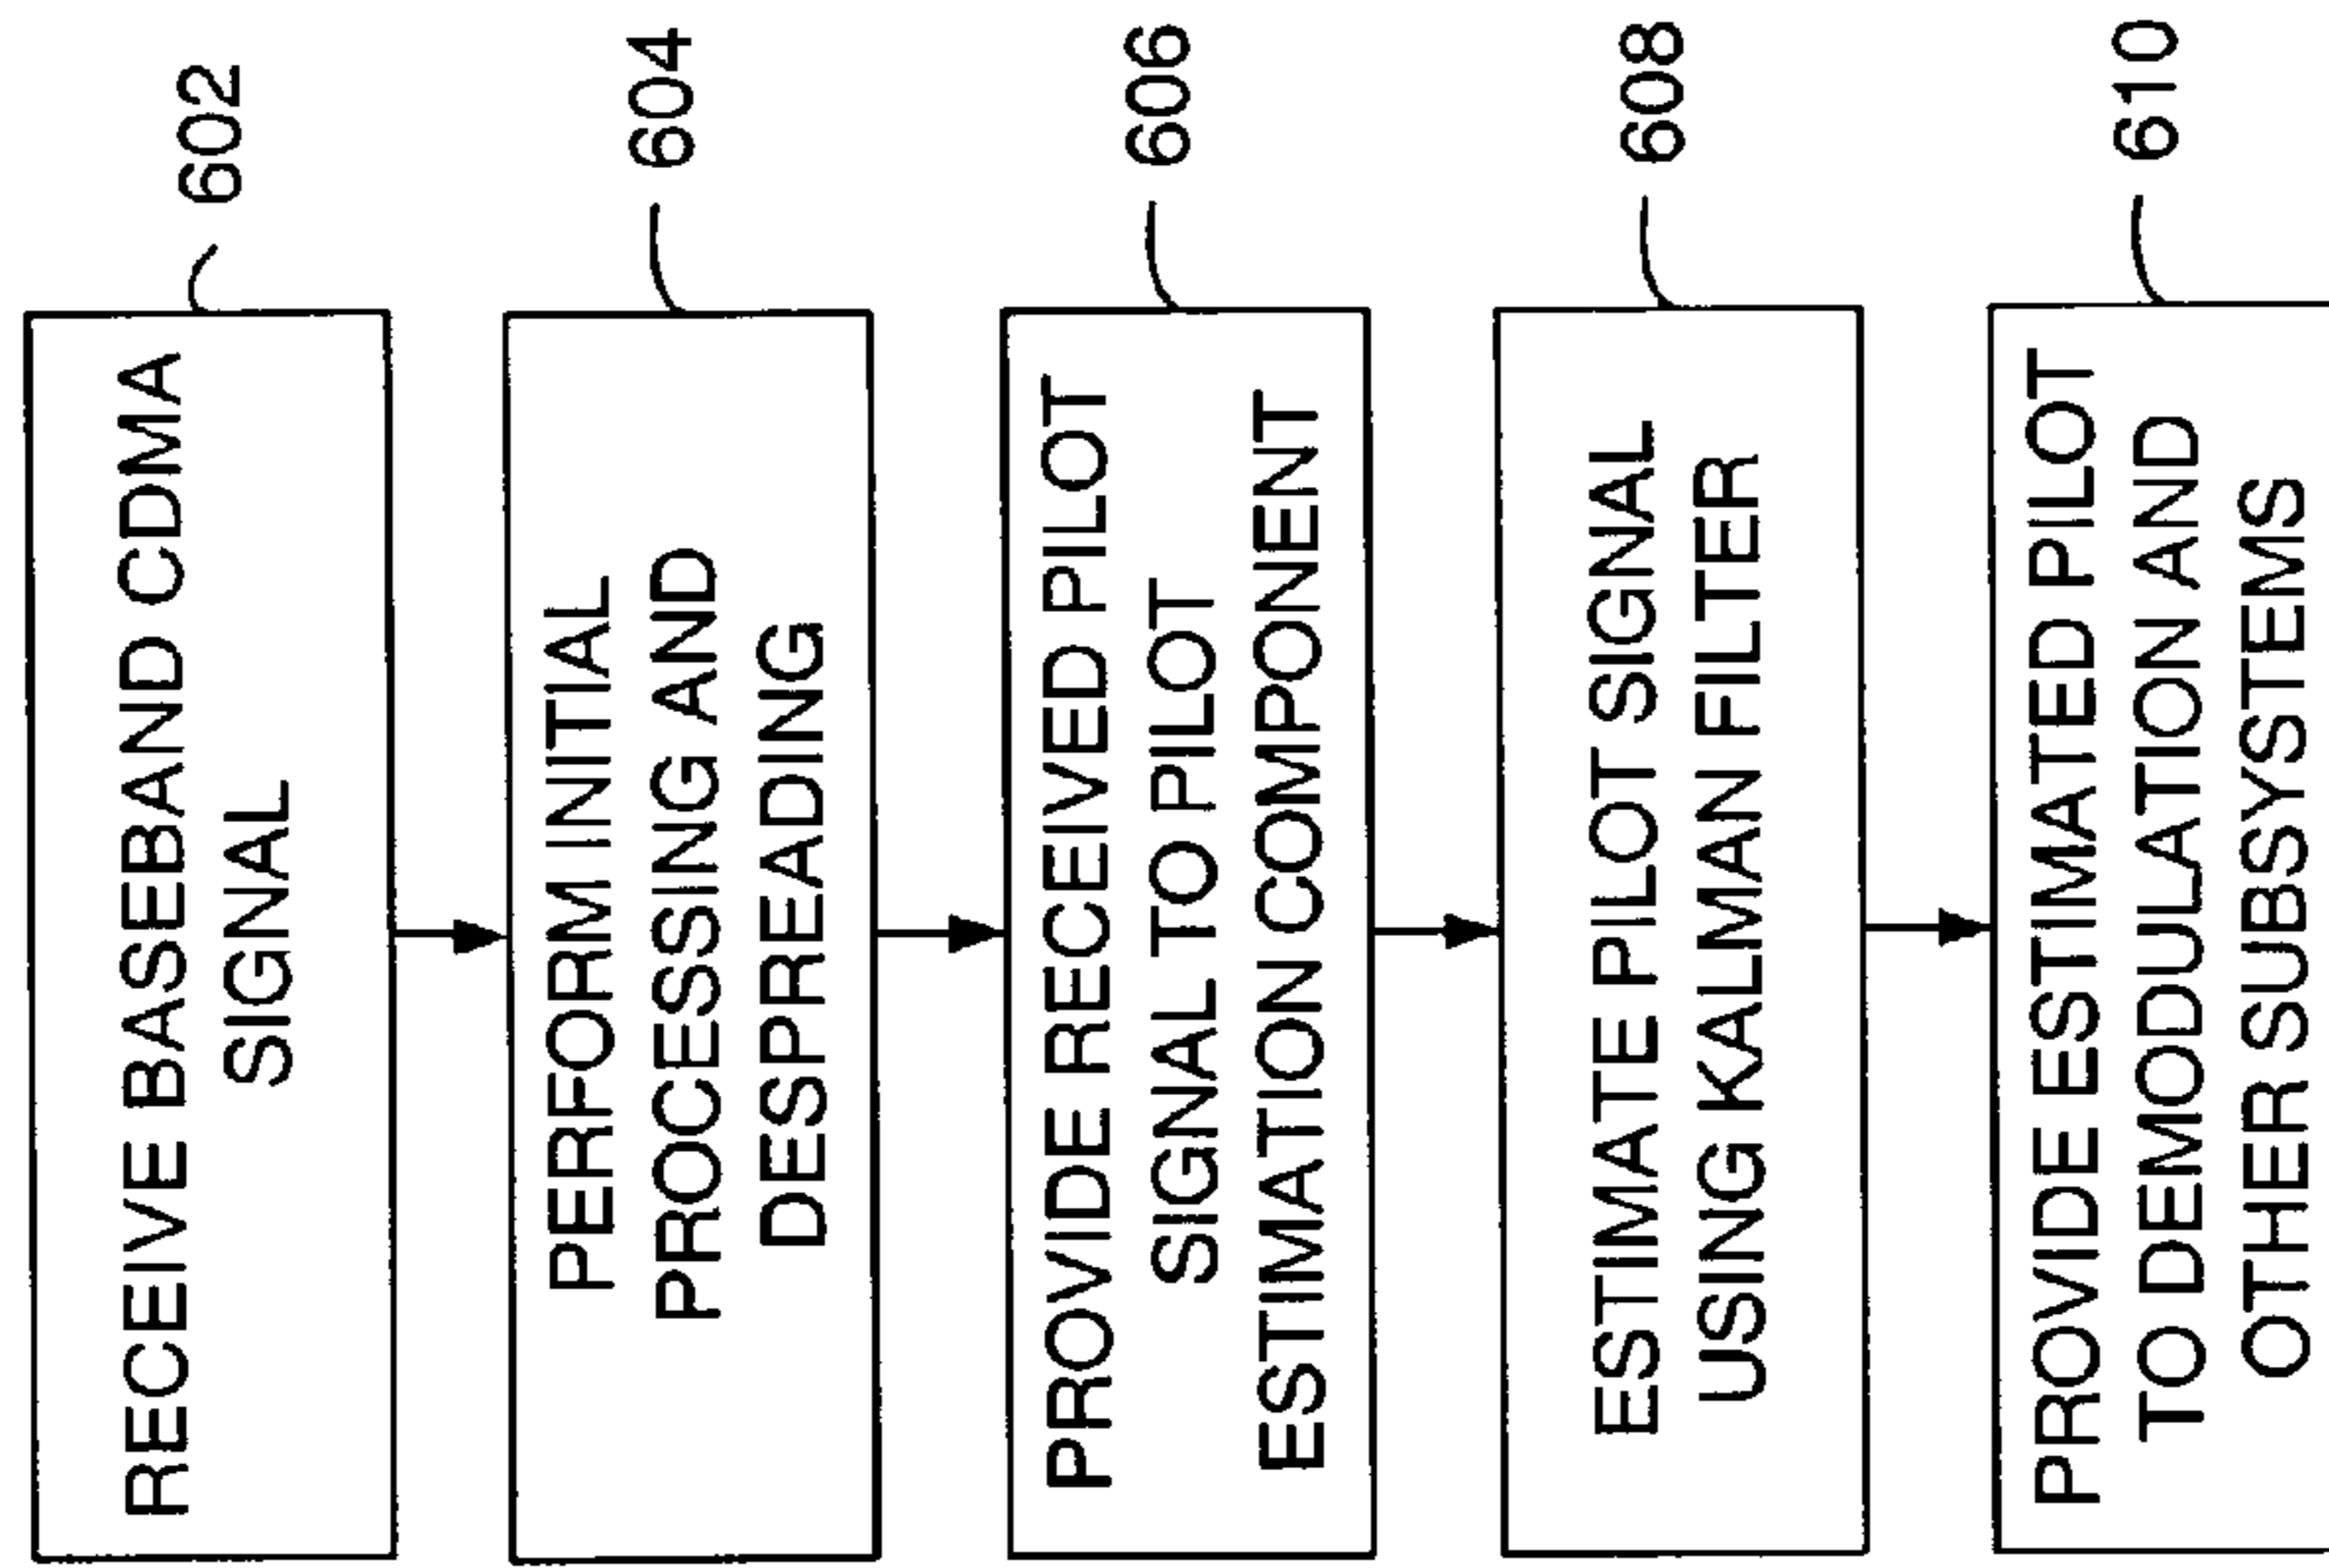 RECEIVE BASEBAND CDMA
SIGNAL
602
PERFORM INITIAL
PROCESSING AND
DESPREADING
604
PROVIDE RECEIVED PILOT
SIGNAL TO PILOT
ESTIMATION COMPONENT
606
ESTIMATE PILOT SIGNAL
USING KALMAN FILTER
608
PROVIDE ESTIMATED PILOT
TO DEMODULATION AND
OTHER SUBSYSTEMS
610